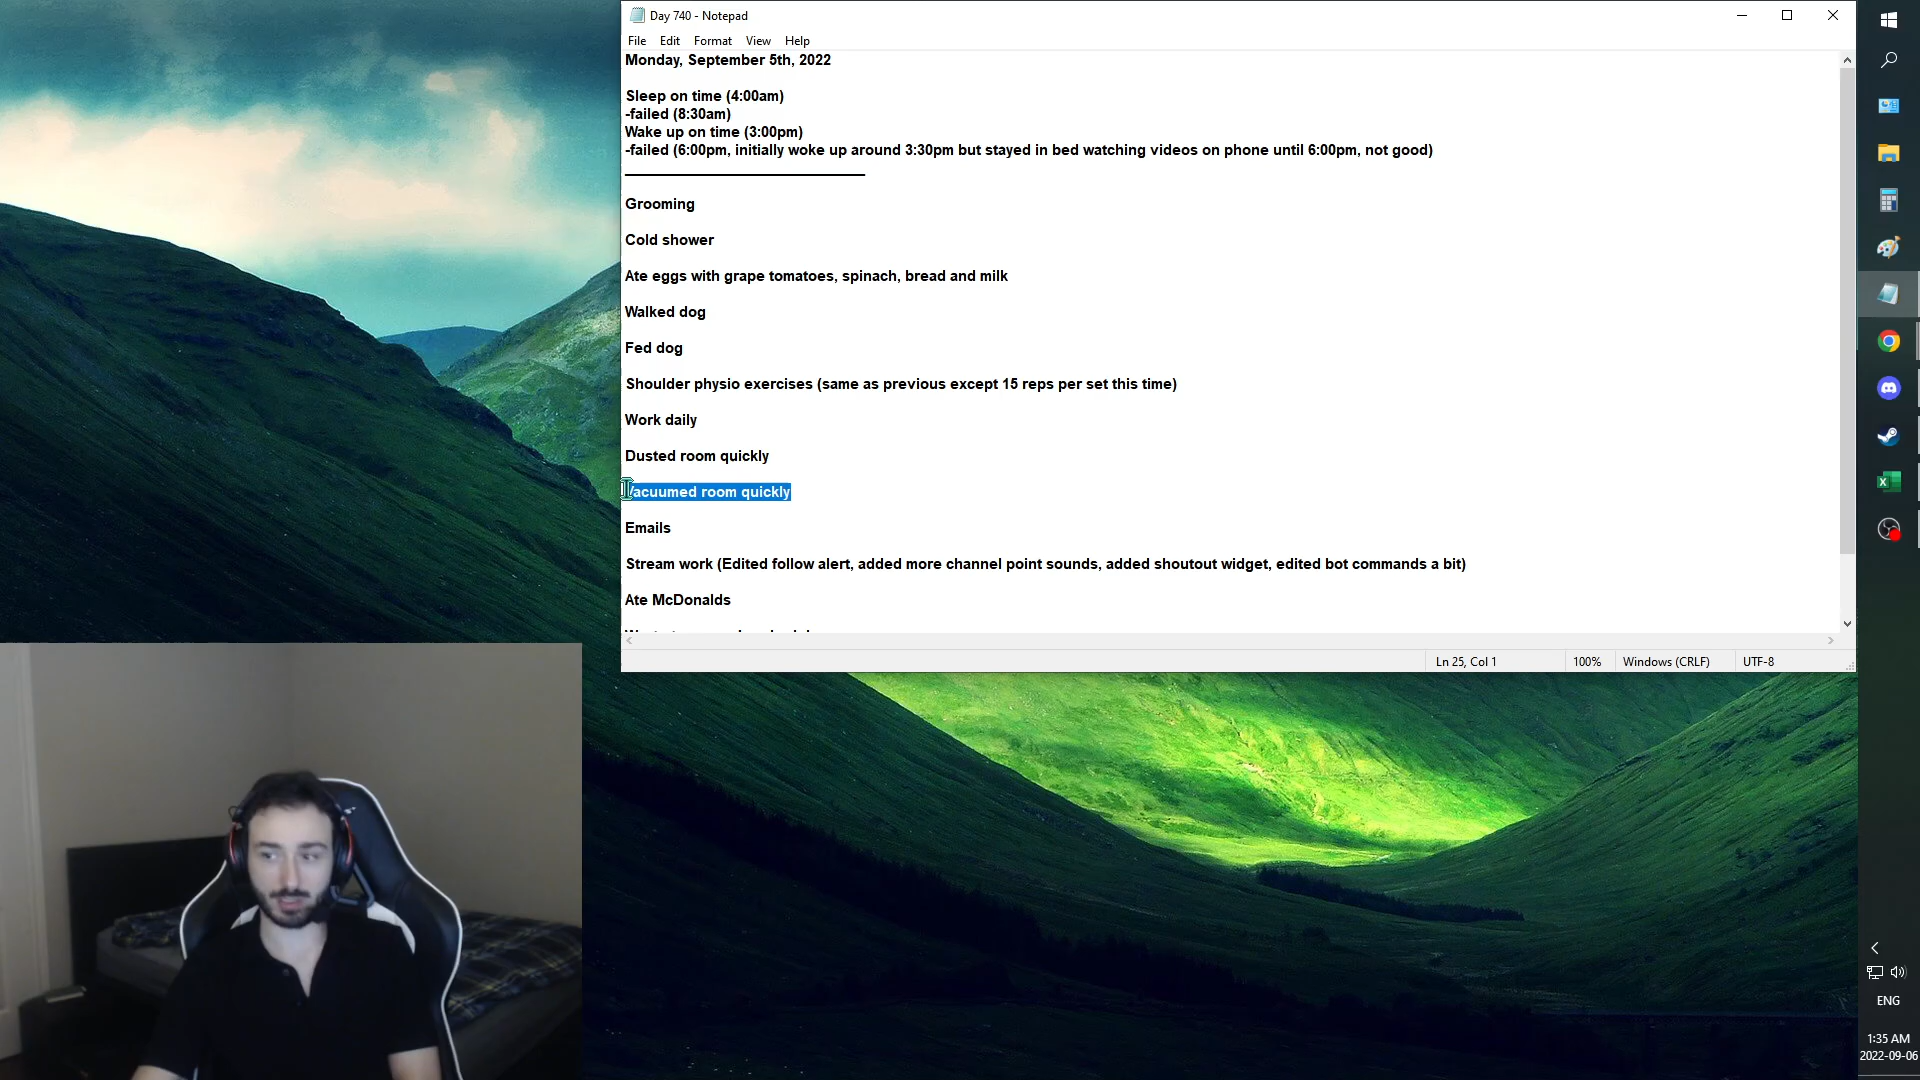 Day 740 - Notepad
File Edit Format View Help
Monday, September 5th, 2022
Sleep on time (4:00am)
-failed (8:30am)
Wake up on time (3:00pm)
-failed (6:00pm, initially woke up around 3:30pm but stayed in bed watching videos on phone until 6:00pm, not good)
Grooming
Cold shower
Ate eggs with grape tomatoes, spinach, bread and milk
Walked dog
Fed dog
Shoulder physio exercises (same as previous except 15 reps per set this time)
Work daily
Dusted room quickly
Vacuumed room quickly
Emails
Stream work (Edited follow alert, added more channel point sounds, added shoutout widget, edited bot commands a bit)
Ate McDonalds
Ln 25, Col 1 100% Windows (CRLF) UTF-8
ENG
1:35 AM
2022-09-06